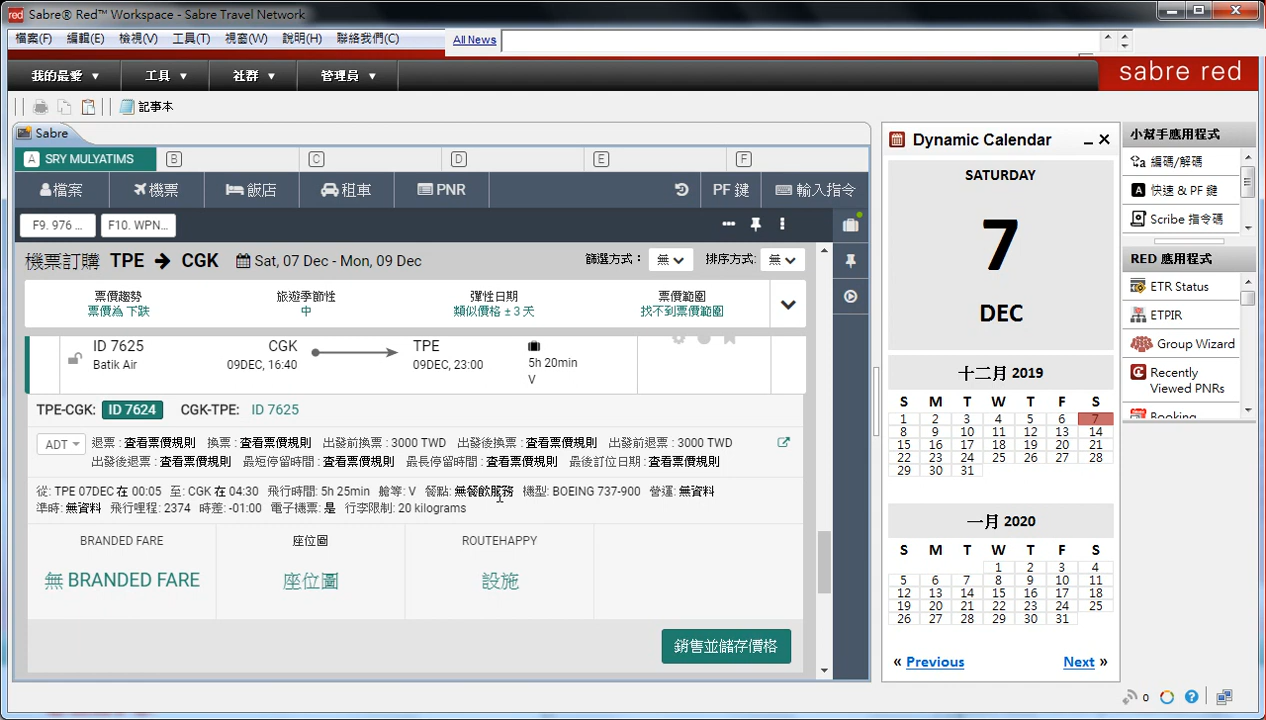 Sabre® Red™ Workspace - Sabre Travel Network
檔案(F) 編輯(E) 檢視(V) 工具(T) 視窗(W) 說明(H) 聯絡我們(C) All News
我的最愛 工具 社群 管理員 sabre red
記事本
Sabre
A SRY MULYATIMS B C D E F
檔案 機票 飯店 租車 PNR PF 鍵 輸入指令
F9. 976 ... F10. WPN...
機票訂購 TPE CGK Sat, 07 Dec - Mon, 09 Dec 篩選方式： 無 排序方式: 無
票價趨勢 旅遊季節性 彈性日期 票價範圍
票價為 下跌 中 類似價格 ± 3 天 找不到票價範圍
ID 7625 CGK TPE
Batik Air 09DEC, 16:40 09DEC, 23:00 5h 20min
V
TPE-CGK: ID 7624 CGK-TPE: ID 7625
ADT 退票 : 查看票價規則 換票 : 查看票價規則 出發前換票 : 3000 TWD 出發後換票 : 查看票價規則 出發前退票 : 3000 TWD
出發後退票 : 查看票價規則 最短停留時間 : 查看票價規則 最長停留時間 : 查看票價規則 最後訂位日期 : 查看票價規則
從: TPE 07DEC 在 00:05 至: CGK 在 04:30 飛行時間: 5h 25min 艙等: V 餐點: 無餐飲服務 機型: BOEING 737-900 營運: 無資料
準時: 無資料 飛行哩程: 2374 時差: -01:00 電子機票: 是 行李限制: 20 kilograms
BRANDED FARE 座位圖 ROUTEHAPPY
無 BRANDED FARE 座位圖 設施
銷售並儲存價格
Dynamic Calendar
SATURDAY
7
DEC
十二月 2019
S M T W T F S
1 2 3 4 5 6 7
8 9 10 11 12 13 14
15 16 17 18 19 20 21
22 23 24 25 26 27 28
29 30 31
一月 2020
S M T W T F S
1 2 3 4
5 6 7 8 9 10 11
12 13 14 15 16 17 18
19 20 21 22 23 24 25
26 27 28 29 30 31
« Previous Next »
小幫手應用程式
編碼/解碼
快速 & PF 鍵
Scribe 指令碼
RED 應用程式
ETR Status
ETPIR
Group Wizard
Recently
Viewed PNRs
Booking
0